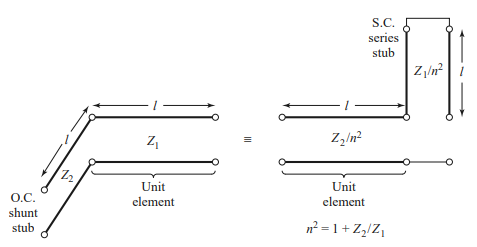 S.C.
series
stub
Z₁/n²
l
l
l
l
Z₁
≡
Z₂/n²
Z₂
O.C.
shunt
stub
Unit
element
Unit
element
n² = 1 + Z₂/Z₁